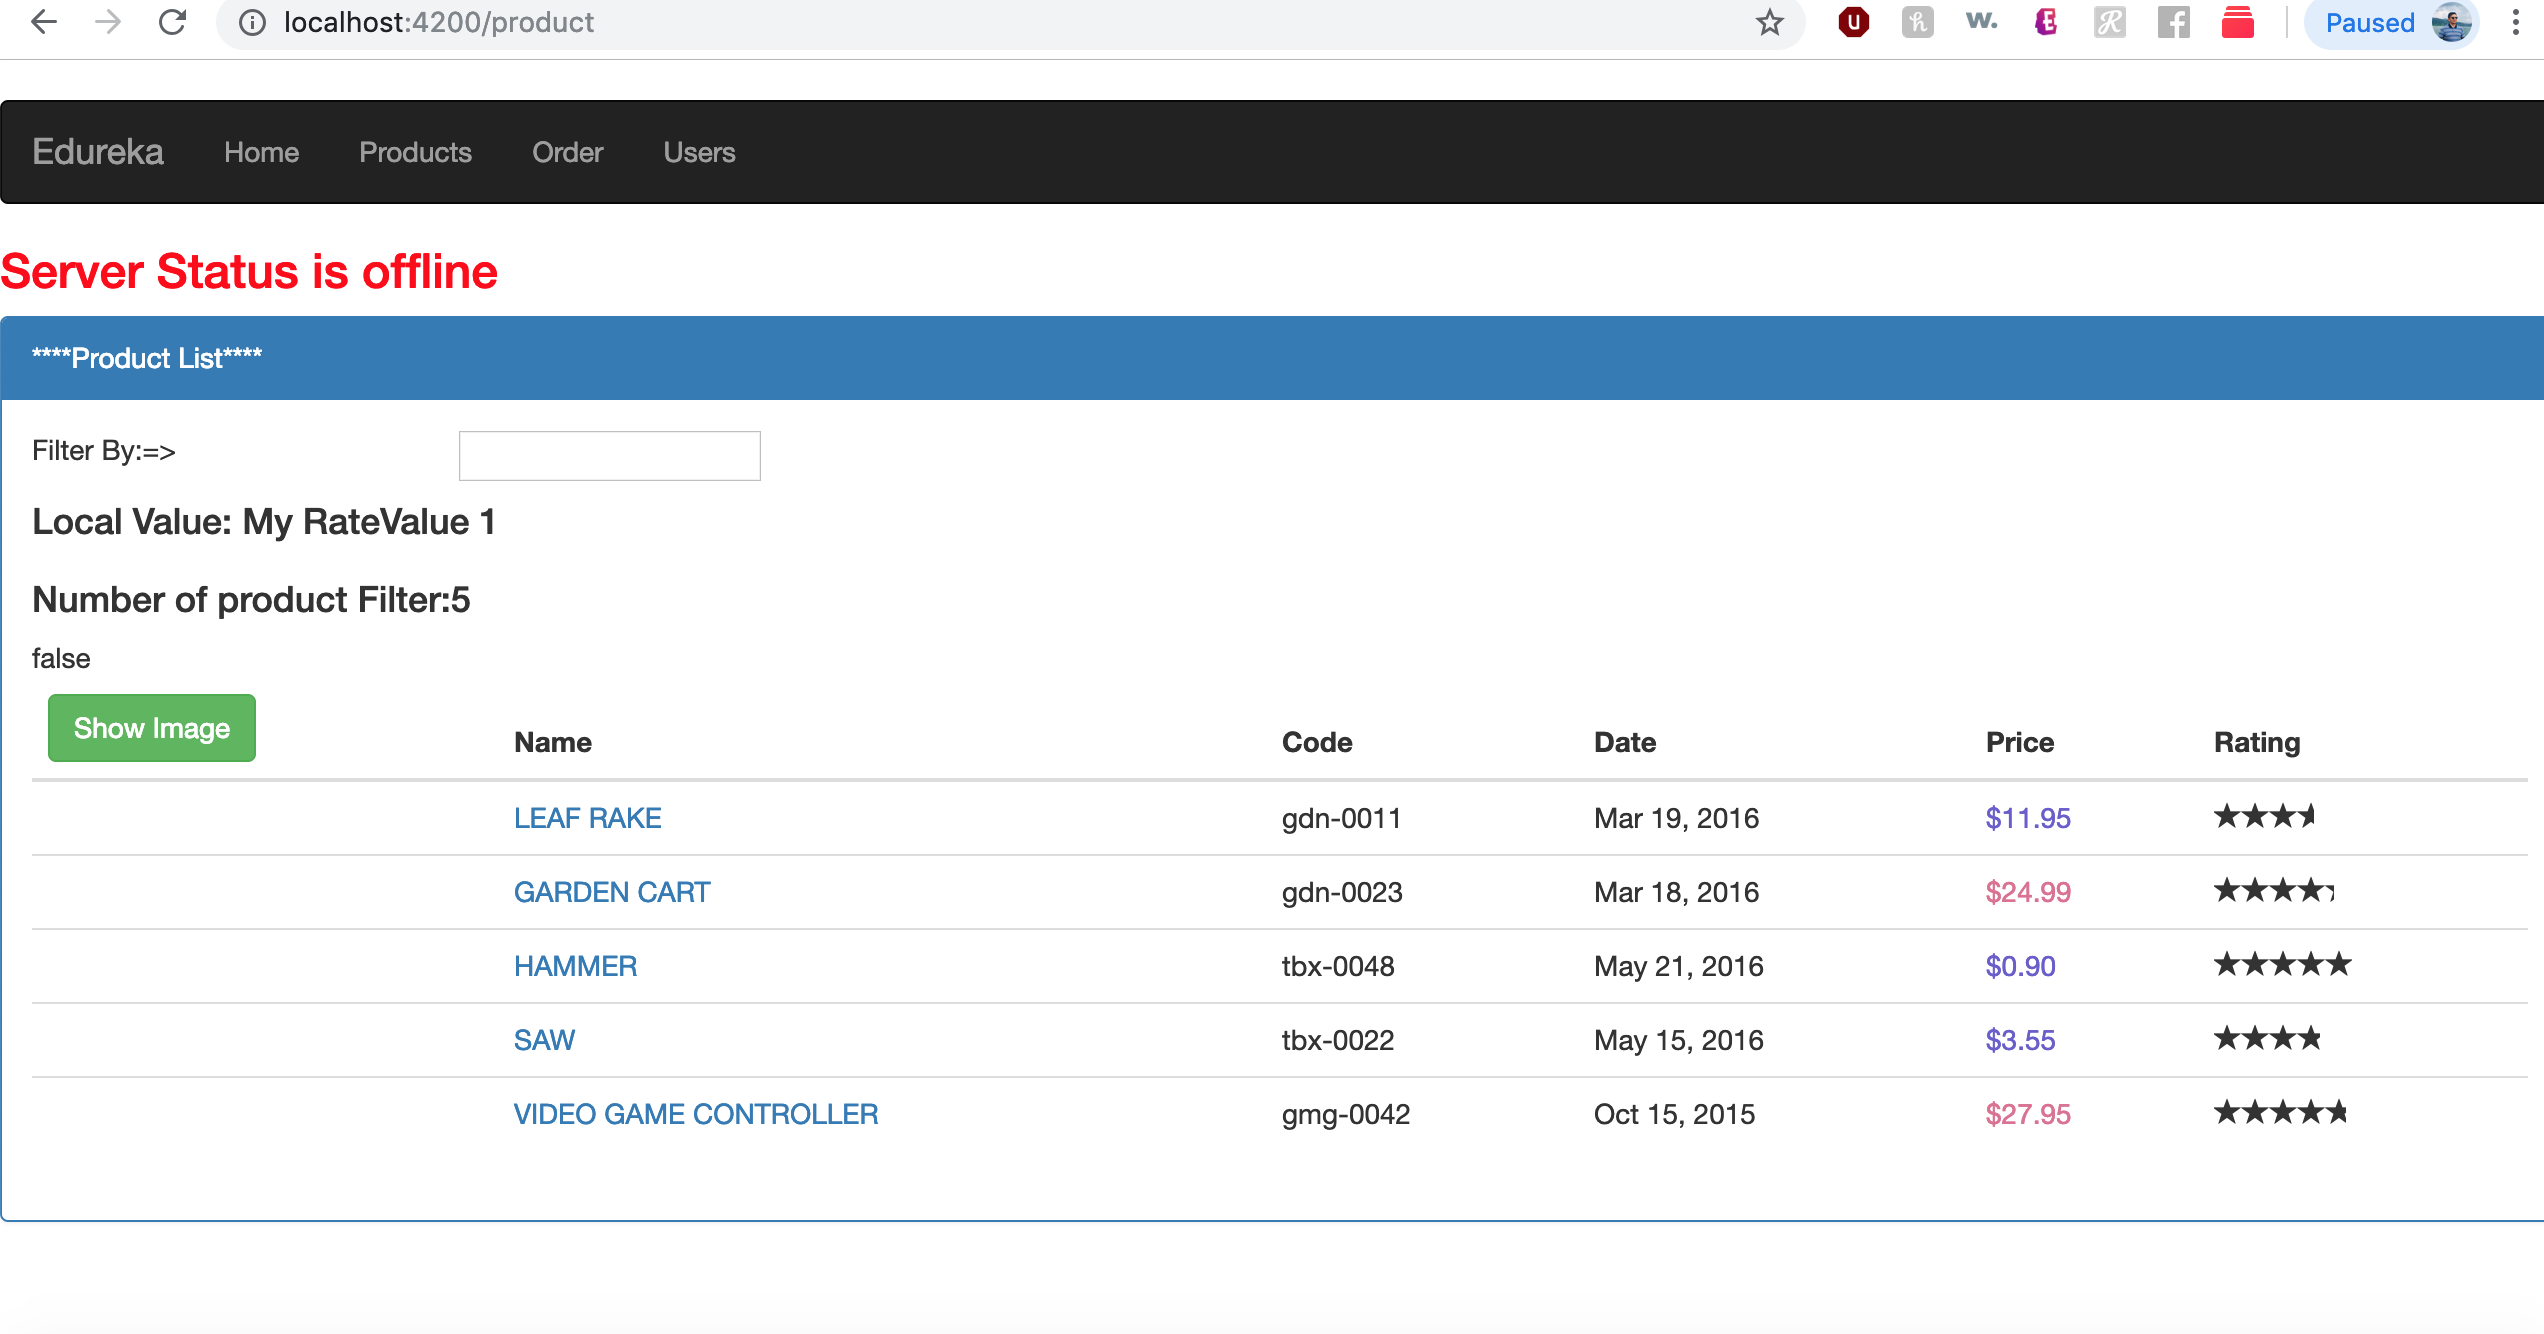 localhost:4200/product
Paused
Edureka Home Products Order Users
Server Status is offline
****Product List****
Filter By:=>
Local Value: My RateValue 1
Number of product Filter:5
false
Show Image Name Code Date Price Rating
LEAF RAKE gdn-0011 Mar 19, 2016 $11.95
GARDEN CART gdn-0023 Mar 18, 2016 $24.99
HAMMER tbx-0048 May 21, 2016 $0.90
SAW tbx-0022 May 15, 2016 $3.55
VIDEO GAME CONTROLLER gmg-0042 Oct 15, 2015 $27.95